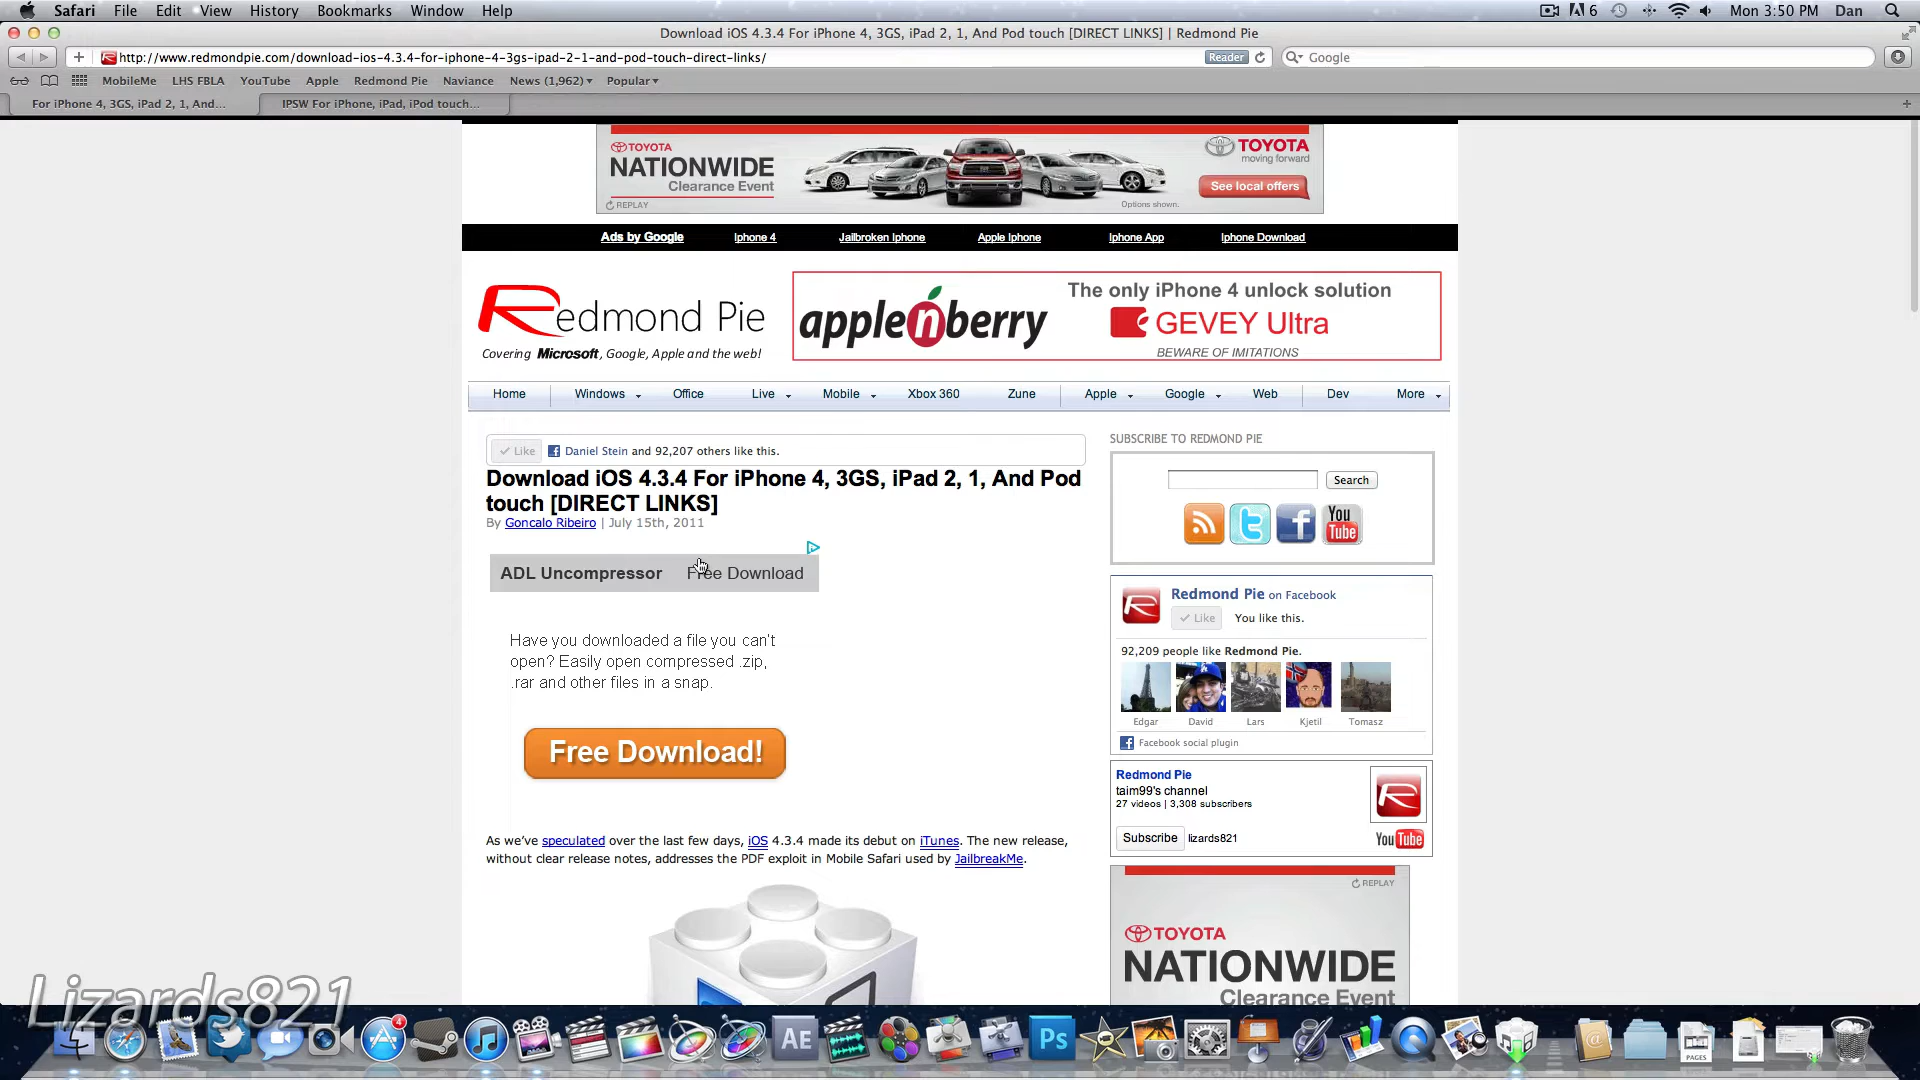 Safari File Edit View History Bookmarks Window Help
6 Mon 3:50 PM Dan
Download iOS 4.3.4 For iPhone 4, 3GS, iPad 2, 1, And Pod touch [DIRECT LINKS] | Redmond Pie
http://www.redmondpie.com/download-ios-4.3.4-for-iphone-4-3gs-ipad-2-1-and-pod-touch-direct-links/
Reader
Google
MobileMe LHS FBLA YouTube Apple Redmond Pie Naviance News (1,962) Popular
For iPhone 4, 3GS, iPad 2, 1, And...
IPSW For iPhone, iPad, iPod touch...
TOYOTA
NATIONWIDE
Clearance Event
REPLAY
Options shown.
TOYOTA
moving forward
See local offers
Ads by Google Iphone 4 Jailbroken Iphone Apple Iphone Iphone App Iphone Download
Redmond Pie
Covering Microsoft, Google, Apple and the web!
applenberry
The only iPhone 4 unlock solution
GEVEY Ultra
BEWARE OF IMITATIONS
Home Windows Office Live Mobile Xbox 360 Zune Apple Google Web Dev More
Like Daniel Stein and 92,207 others like this.
Download iOS 4.3.4 For iPhone 4, 3GS, iPad 2, 1, And Pod
touch [DIRECT LINKS]
By Goncalo Ribeiro | July 15th, 2011
ADL Uncompressor Free Download
Have you downloaded a file you can't
open? Easily open compressed .zip,
.rar and other files in a snap.
Free Download!
As we've speculated over the last few days, iOS 4.3.4 made its debut on iTunes. The new release,
without clear release notes, addresses the PDF exploit in Mobile Safari used by JailbreakMe.
SUBSCRIBE TO REDMOND PIE
Search
You
Tube
Redmond Pie on Facebook
Like You like this.
92,209 people like Redmond Pie.
Edgar David Lars Kjetil Tomasz
Facebook social plugin
Redmond Pie
taim99's channel
27 videos | 3,308 subscribers
Subscribe lizards821
YouTube
REPLAY
TOYOTA
NATIONWIDE
Clearance Event
Lizards821
4
AE
Ps
PAGES